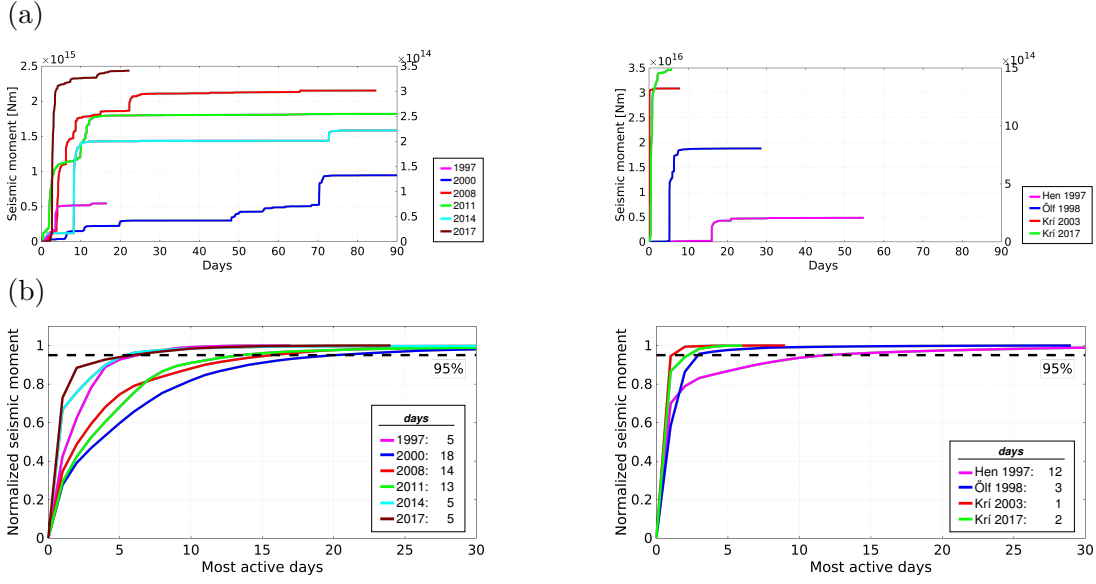 (a)
×10^15
×10^14
2.5
2
1.5
1
0.5
0
3.5
3
2.5
2
1.5
1
0.5
0
Seismic moment [Nm]
0 10 20 30 40 50 60 70 80 90
Days
1997
2000
2008
2011
2014
2017
×10^16
×10^14
3.5
3
2.5
2
1.5
1
0.5
0
15
10
5
0
Seismic moment [Nm]
0 10 20 30 40 50 60 70 80 90
Days
Hen 1997
Ölf 1998
Krí 2003
Krí 2017
(b)
1
0.8
0.6
0.4
0.2
0
Normalized seismic moment
95%
days
1997: 5
2000: 18
2008: 14
2011: 13
2014: 5
2017: 5
0 5 10 15 20 25 30
Most active days
1
0.8
0.6
0.4
0.2
0
Normalized seismic moment
95%
days
Hen 1997: 12
Ölf 1998: 3
Krí 2003: 1
Krí 2017: 2
0 5 10 15 20 25 30
Most active days